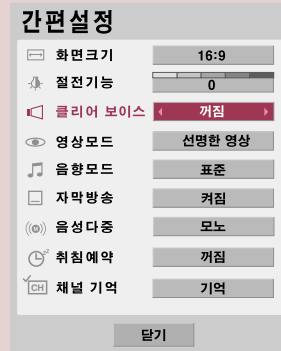 간편설정
화면크기 16:9
절전기능 0
클리어 보이스 꺼짐
영상모드 선명한 영상
음향모드 표준
자막방송 켜짐
음성다중 모노
취침예약 꺼짐
CH 채널 기억 기억
닫기